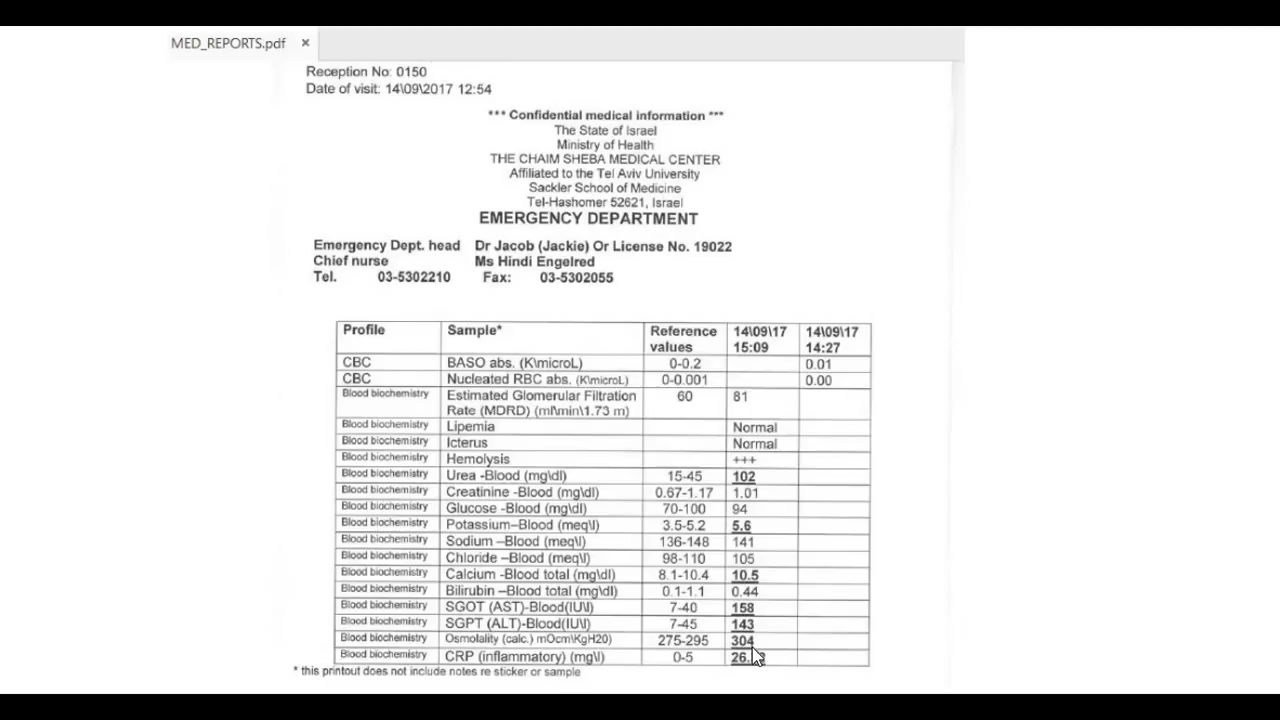 MED_REPORTS.pdf ×
Reception No: 0150
Date of visit: 14\09\2017 12:54
*** Confidential medical information ***
The State of Israel
Ministry of Health
THE CHAIM SHEBA MEDICAL CENTER
Affiliated to the Tel Aviv University
Sackler School of Medicine
Tel-Hashomer 52621, Israel
EMERGENCY DEPARTMENT
Emergency Dept. head Dr Jacob (Jackie) Or License No. 19022
Chief nurse Ms Hindi Engelred
Tel. 03-5302210 Fax: 03-5302055
Profile Sample* Reference values 14\09\17 15:09 14\09\17 14:27
CBC BASO abs. (K\microL) 0-0.2 0.01
CBC Nucleated RBC abs. (K\microL) 0-0.001 0.00
Blood biochemistry Estimated Glomerular Filtration Rate (MDRD) (ml\min\1.73 m) 60 81
Blood biochemistry Lipemia Normal
Blood biochemistry Icterus Normal
Blood biochemistry Hemolysis +++
Blood biochemistry Urea -Blood (mg\dl) 15-45 102
Blood biochemistry Creatinine -Blood (mg\dl) 0.67-1.17 1.01
Blood biochemistry Glucose -Blood (mg\dl) 70-100 94
Blood biochemistry Potassium–Blood (meq\l) 3.5-5.2 5.6
Blood biochemistry Sodium –Blood (meq\l) 136-148 141
Blood biochemistry Chloride –Blood (meq\l) 98-110 105
Blood biochemistry Calcium -Blood total (mg\dl) 8.1-10.4 10.5
Blood biochemistry Bilirubin –Blood total (mg\dl) 0.1-1.1 0.44
Blood biochemistry SGOT (AST)-Blood(IU\l) 7-40 158
Blood biochemistry SGPT (ALT)-Blood(IU\l) 7-45 143
Blood biochemistry Osmolality (calc.) mOcm\KgH20) 275-295 304
Blood biochemistry CRP (inflammatory) (mg\l) 0-5
* this printout does not include notes re sticker or sample